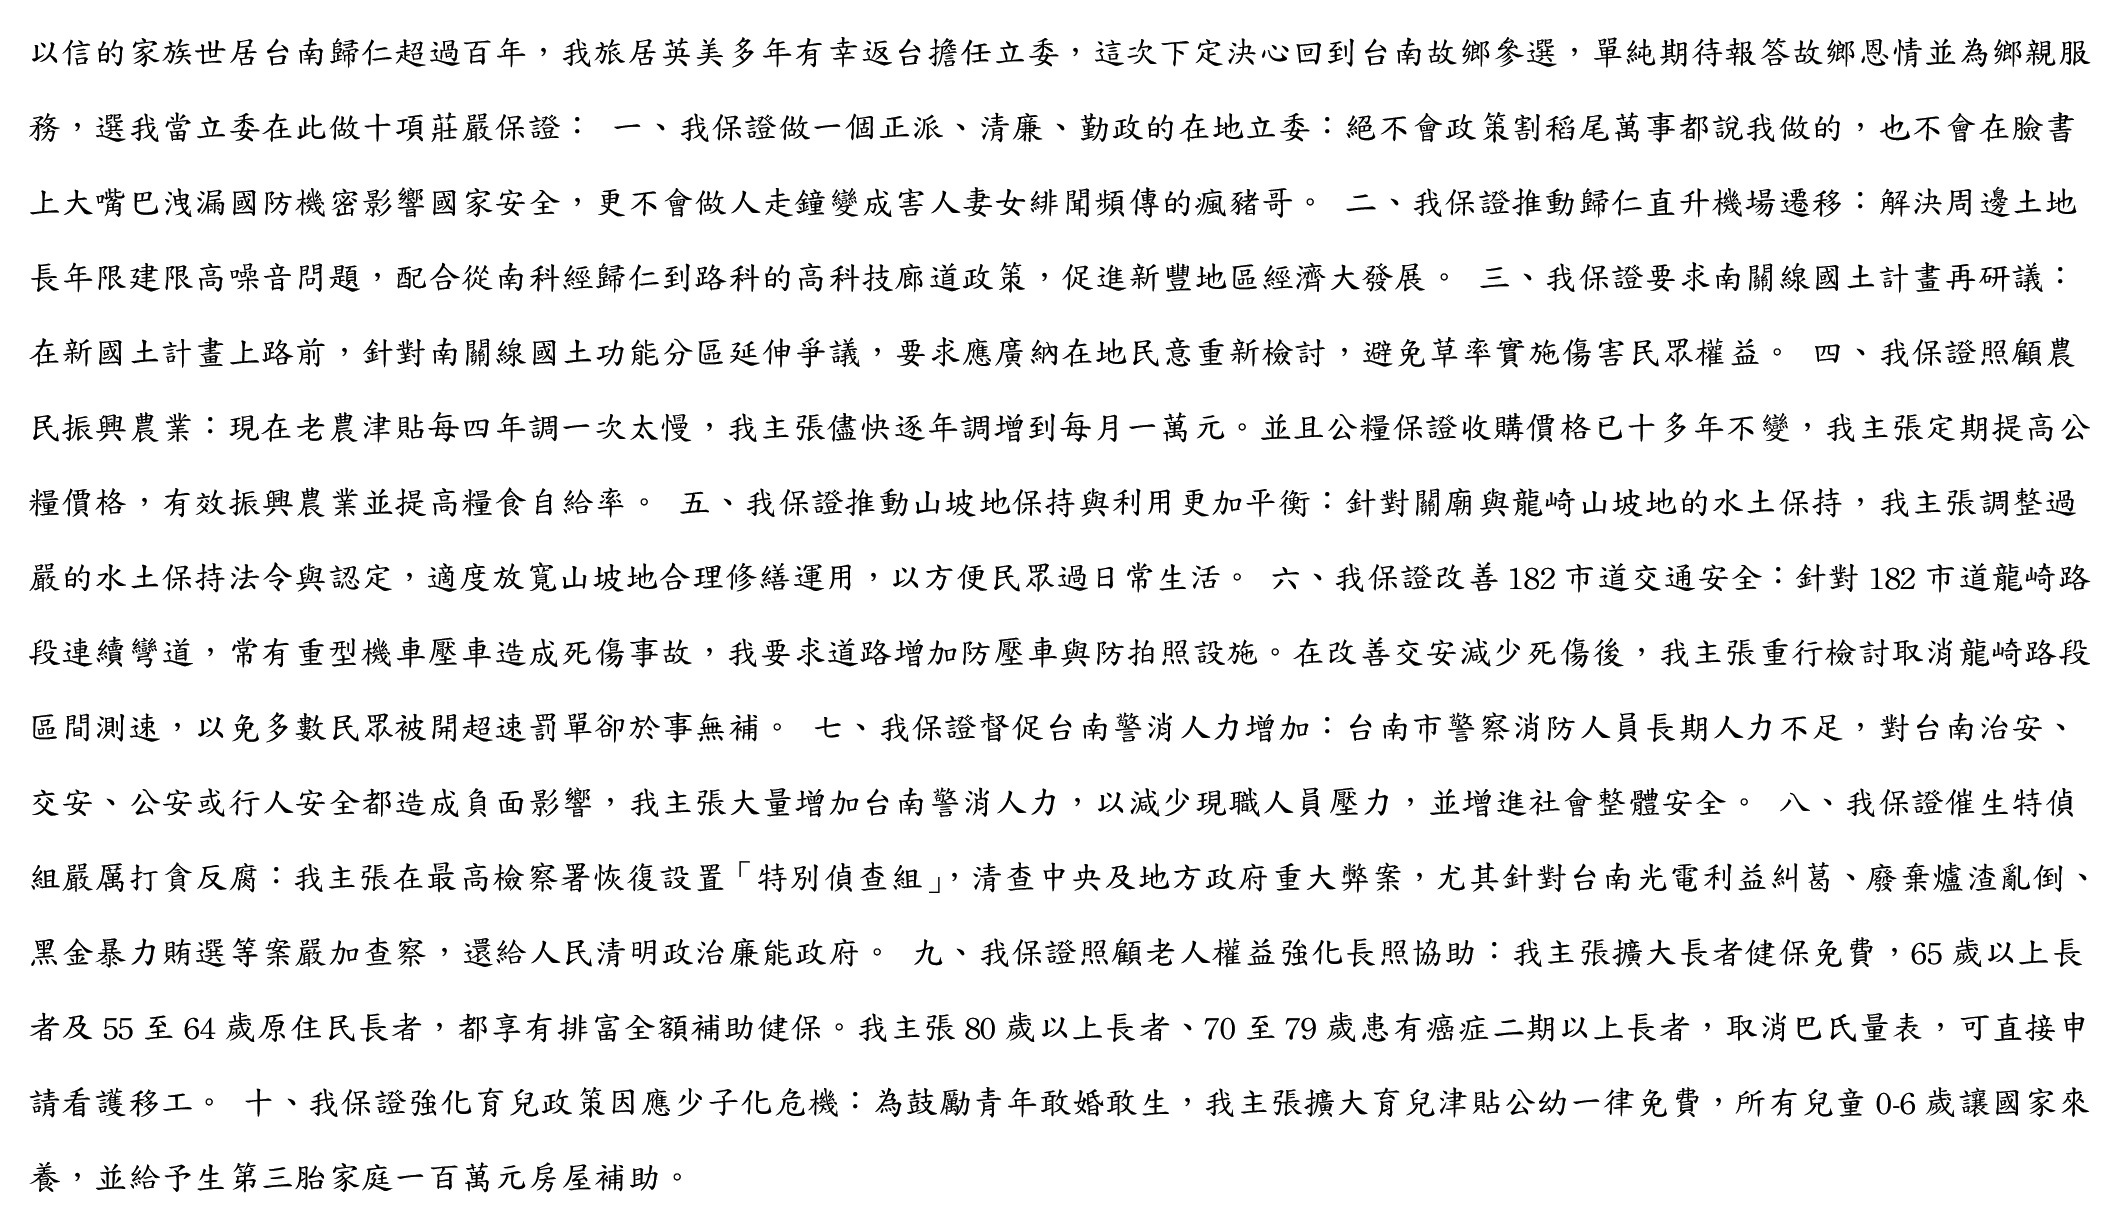 以信的家族世居台南歸仁超過百年，我旅居英美多年有幸返台擔任立委，這次下定決心回到台南故鄉參選，單純期待報答故鄉恩情並為鄉親服
務，選我當立委在此做十項莊嚴保證： 一、我保證做一個正派、清廉、勤政的在地立委：絕不會政策割稻尾萬事都說我做的，也不會在臉書
上大嘴巴洩漏國防機密影響國家安全，更不會做人走鐘變成害人妻女緋聞頻傳的瘋豬哥。 二、我保證推動歸仁直升機場遷移：解決周邊土地
長年限建限高噪音問題，配合從南科經歸仁到路科的高科技廊道政策，促進新豐地區經濟大發展。 三、我保證要求南關線國土計畫再研議：
在新國土計畫上路前，針對南關線國土功能分區延伸爭議，要求應廣納在地民意重新檢討，避免草率實施傷害民眾權益。 四、我保證照顧農
民振興農業：現在老農津貼每四年調一次太慢，我主張儘快逐年調增到每月一萬元。並且公糧保證收購價格已十多年不變，我主張定期提高公
糧價格，有效振興農業並提高糧食自給率。 五、我保證推動山坡地保持與利用更加平衡：針對關廟與龍崎山坡地的水土保持，我主張調整過
嚴的水土保持法令與認定，適度放寬山坡地合理修繕運用，以方便民眾過日常生活。 六、我保證改善 182 市道交通安全：針對 182 市道龍崎路
段連續彎道，常有重型機車壓車造成死傷事故，我要求道路增加防壓車與防拍照設施。在改善交安減少死傷後，我主張重行檢討取消龍崎路段
區間測速，以免多數民眾被開超速罰單卻於事無補。 七、我保證督促台南警消人力增加：台南市警察消防人員長期人力不足，對台南治安、
交安、公安或行人安全都造成負面影響，我主張大量增加台南警消人力，以減少現職人員壓力，並增進社會整體安全。 八、我保證催生特偵
組嚴厲打貪反腐：我主張在最高檢察署恢復設置「特別偵查組」，清查中央及地方政府重大弊案，尤其針對台南光電利益糾葛、廢棄爐渣亂倒、
黑金暴力賄選等案嚴加查察，還給人民清明政治廉能政府。 九、我保證照顧老人權益強化長照協助：我主張擴大長者健保免費，65 歲以上長
者及 55 至 64 歲原住民長者，都享有排富全額補助健保。我主張 80 歲以上長者、70 至 79 歲患有癌症二期以上長者，取消巴氏量表，可直接申
請看護移工。 十、我保證強化育兒政策因應少子化危機：為鼓勵青年敢婚敢生，我主張擴大育兒津貼公幼一律免費，所有兒童 0-6 歲讓國家來
養，並給予生第三胎家庭一百萬元房屋補助。